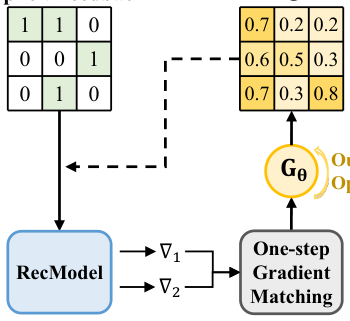 1 1 0
0 0 1
0 1 0
0.7 0.2 0.2
0.6 0.5 0.3
0.7 0.3 0.8
Gθ
RecModel
∇1
∇2
One-step
Gradient
Matching